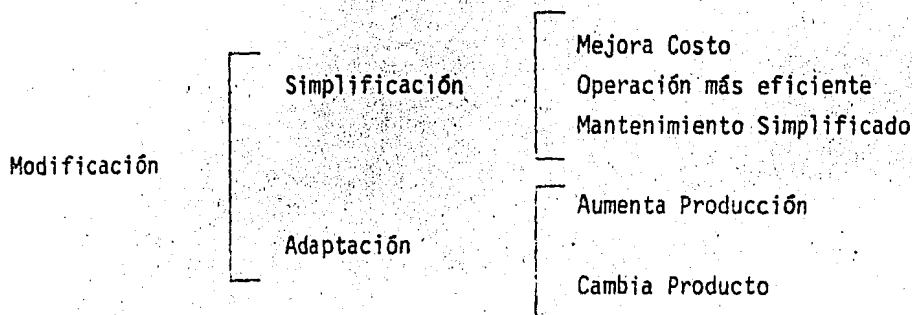 Modificación
Simplificación
Mejora Costo
Operación más eficiente
Mantenimiento Simplificado
Adaptación
Aumenta Producción
Cambia Producto